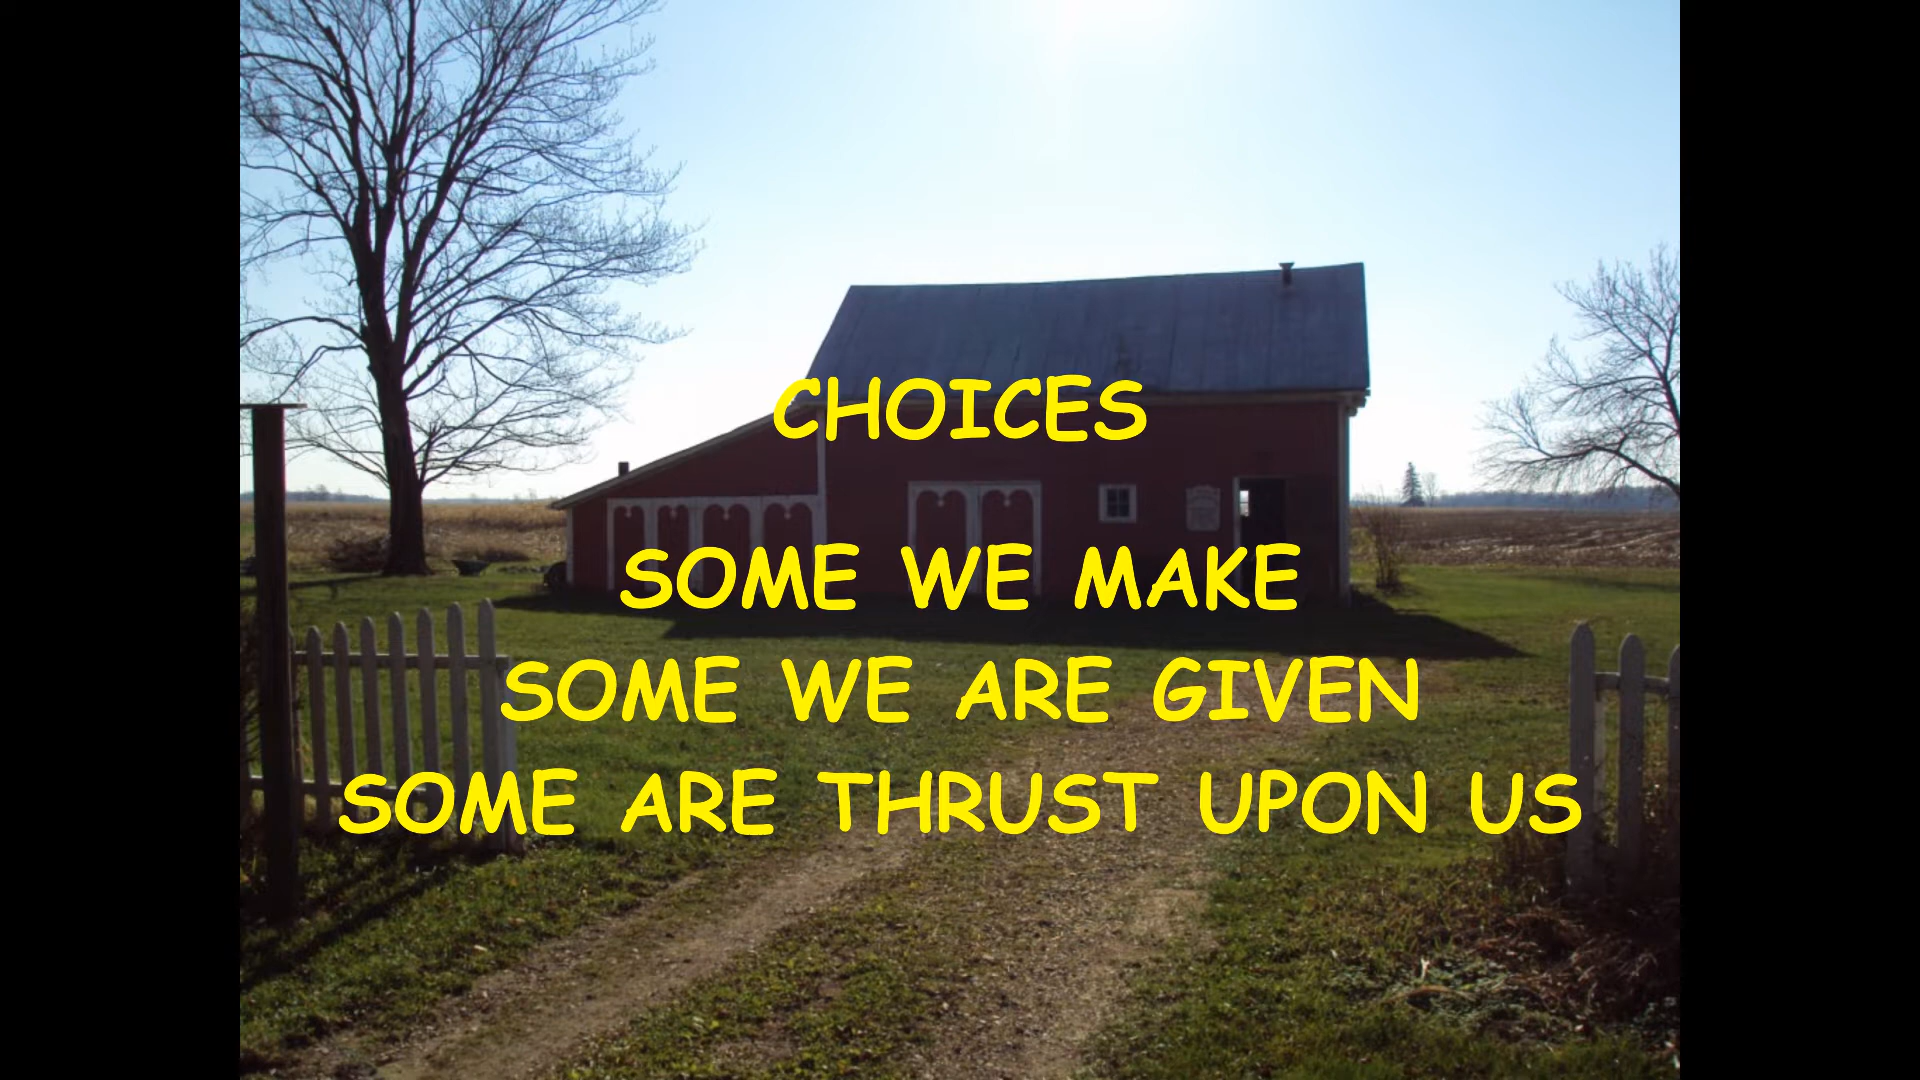 CHOICES
SOME WE MAKE
SOME WE ARE GIVEN
SOME ARE THRUST UPON US